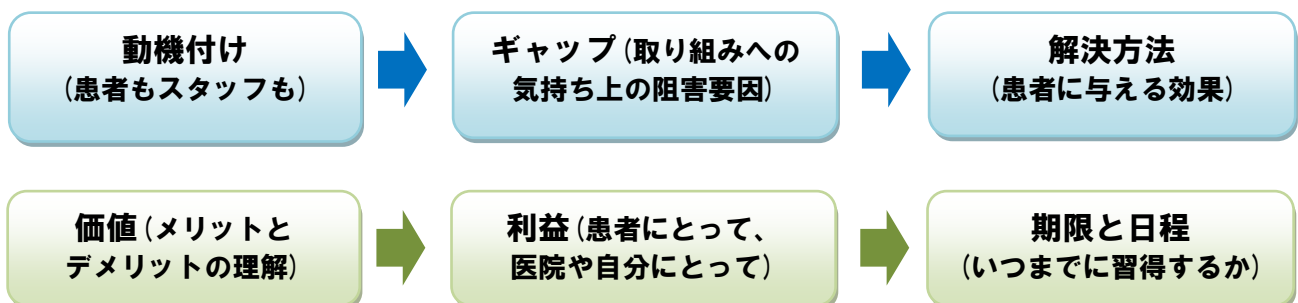 動機付け
(患者もスタッフも)
ギャップ(取り組みへの
気持ち上の阻害要因)
解決方法
(患者に与える効果)
価値(メリットと
デメリットの理解)
利益(患者にとって、
医院や自分にとって)
期限と日程
(いつまでに習得するか)